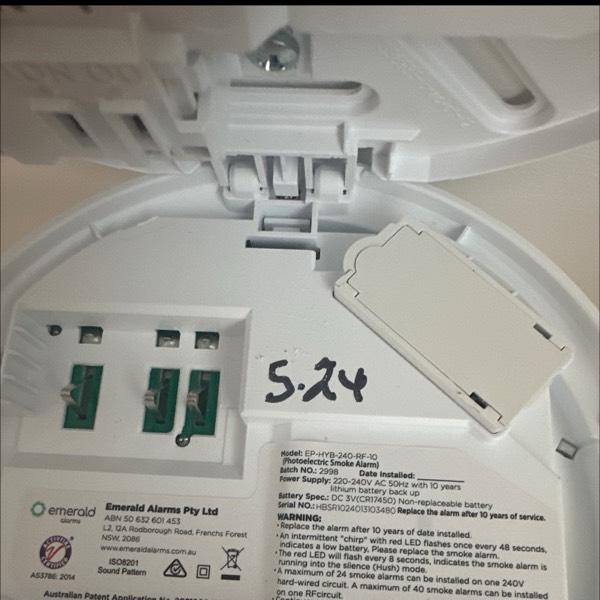 5.24
Model: EP-HYB-240-RF-10
(Photoelectric Smoke Alarm)
Batch NO.: 2998 Date Installed:
Power Supply: 220-240V AC 50Hz with 10 years
lithium battery back up
Battery Spec.: DC 3V(CR17450) Non-replaceable battery
Serial NO.: HBSR1024013103480 Replace the alarm after 10 years of service.
WARNING:
· Replace the alarm after 10 years of date installed.
· An intermittent "chirp" with red LED flashes once every 48 seconds,
indicates a low battery, Please replace the smoke alarm.
· The red LED will flash every 8 seconds, indicates the smoke alarm is
running into the silence (Hush) mode.
· A maximum of 24 smoke alarms can be installed on one 240V
hard-wired circuit. A maximum of 40 smoke alarms can be installed
on one RFcircuit.
emerald
alarms
Emerald Alarms Pty Ltd
ABN 50 632 601 453
L2, 12A Rodborough Road, Frenchs Forest
NSW, 2086
www.emeraldalarms.com.au
ISO8201
Sound Pattern
ACTIVFIRE
AS3786: 2014
Australian Patent Application No.